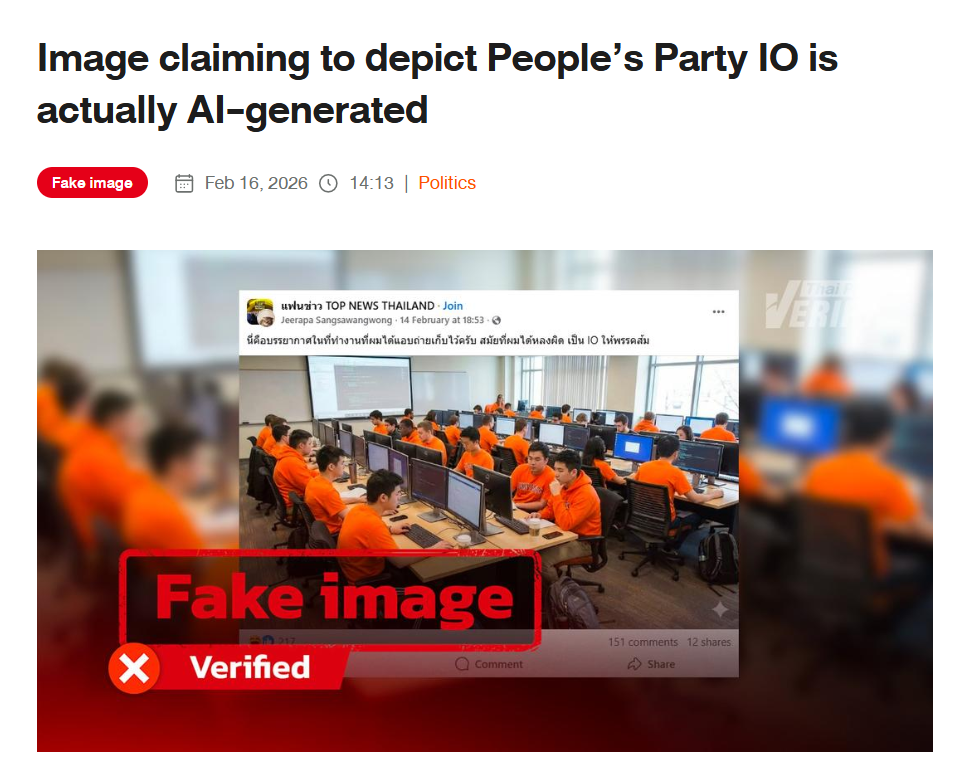 Image claiming to depict People's Party IO is
actually AI-generated
Fake image
Feb 16, 2026 14:13 | Politics
แฟนข่าว TOP NEWS THAILAND · Join
Jeerapa Sangsawangwong · 14 February at 18:53 ·
นี่คือบรรยากาศในที่ทำงานที่ผมได้แอบถ่ายเก็บไว้ครับ สมัยที่ผมได้หลงผิด เป็น IO ให้พรรคส้ม
Fake image
217
151 comments 12 shares
Comment Share
Verified